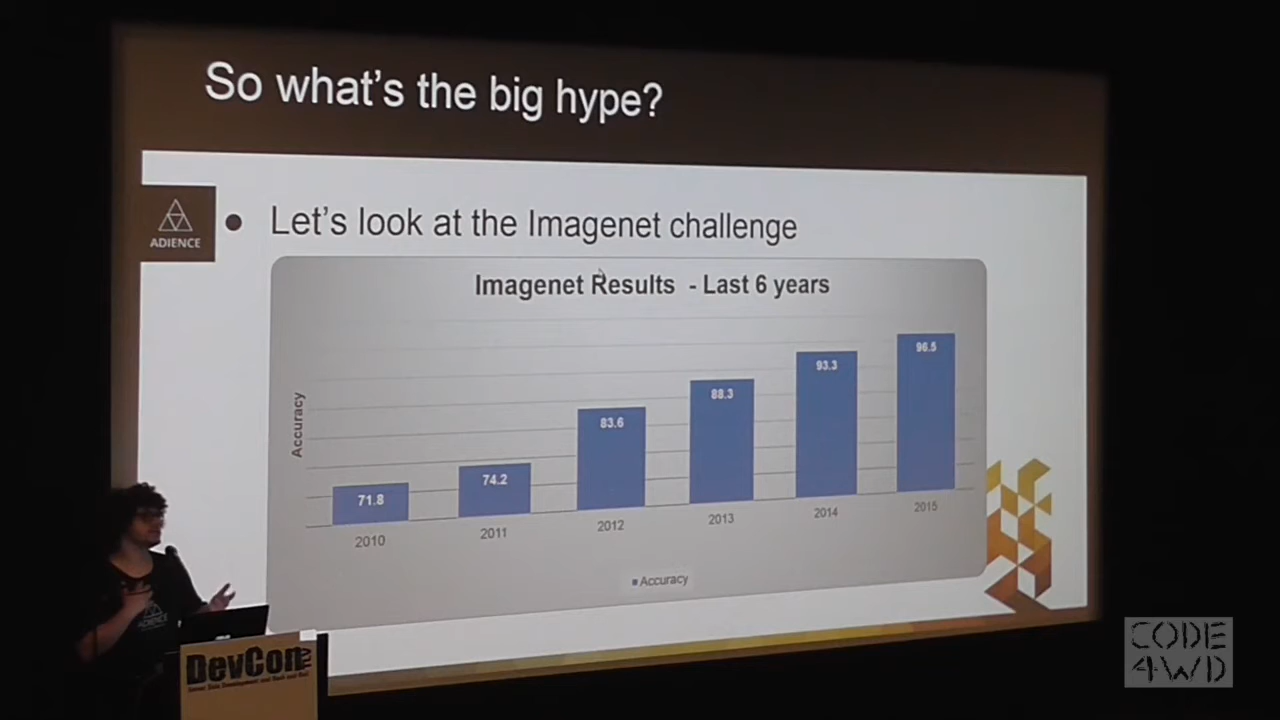 So what's the big hype?
ADIENCE
● Let's look at the Imagenet challenge
Imagenet Results - Last 6 years
Accuracy
71.8
74.2
83.6
88.3
93.3
96.5
2010
2011
2012
2013
2014
2015
Accuracy
ADIENCE
DevCon
TLV
CODE
4WD